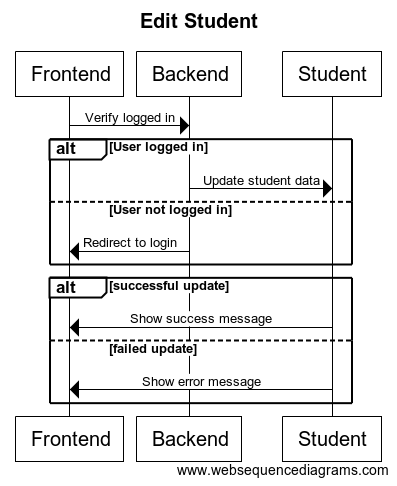 Edit Student
Frontend Backend Student
Verify logged in
alt [User logged in]
Update student data
[User not logged in]
Redirect to login
alt [successful update]
Show success message
[failed update]
Show error message
Frontend Backend Student
www.websequencediagrams.com